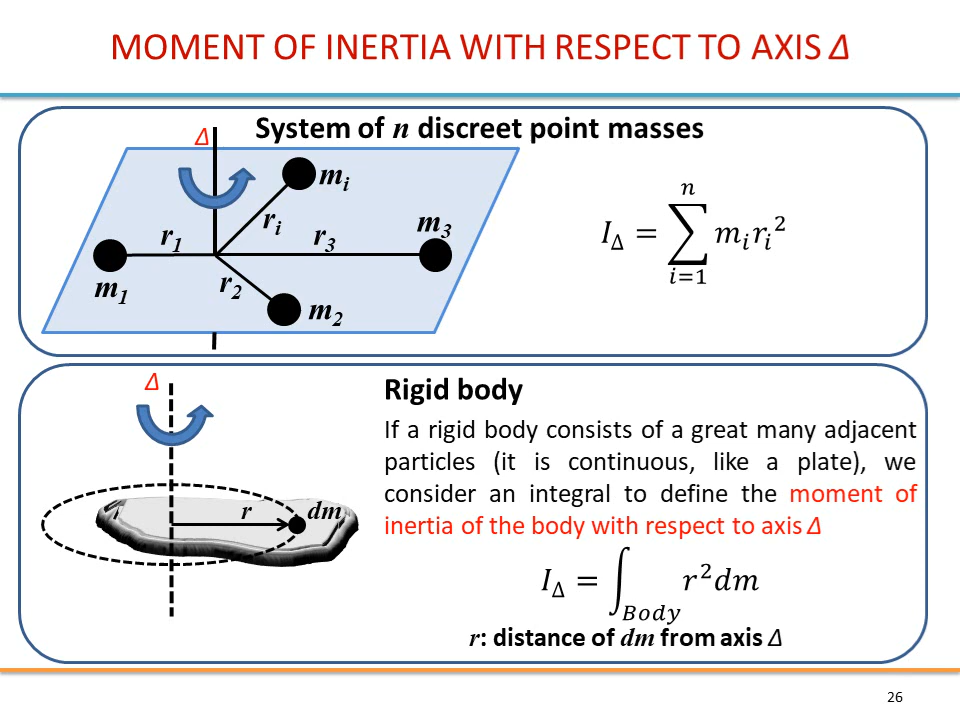 MOMENT OF INERTIA WITH RESPECT TO AXIS Δ
System of n discreet point masses
Δ
mᵢ
rᵢ
m₃
r₁
r₃
m₁
r₂
m₂
I_Δ = ∑_{i=1}^{n} mᵢrᵢ²
Δ
r
dm
Rigid body
If a rigid body consists of a great many adjacent
particles (it is continuous, like a plate), we
consider an integral to define the moment of
inertia of the body with respect to axis Δ
I_Δ = ∫_{Body} r²dm
r: distance of dm from axis Δ
26